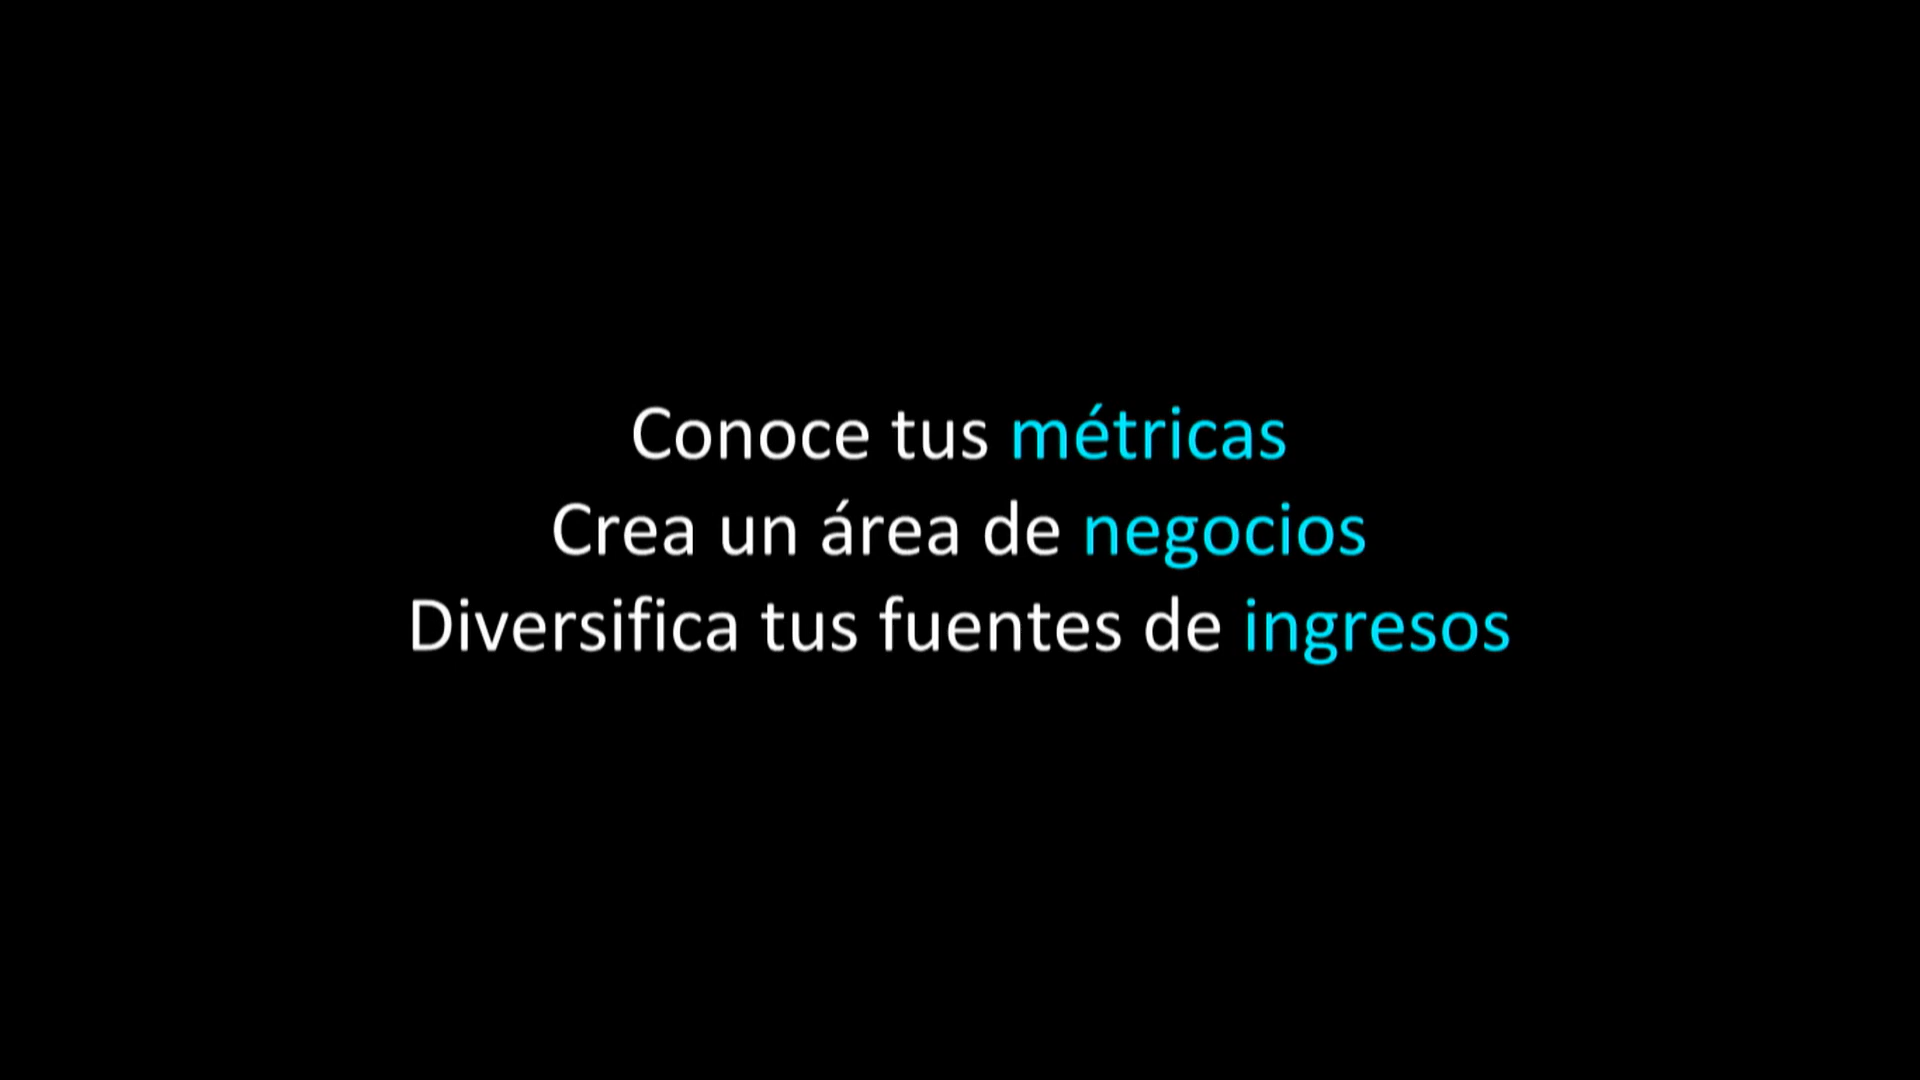 Conoce tus métricas
Crea un área de negocios
Diversifica tus fuentes de ingresos